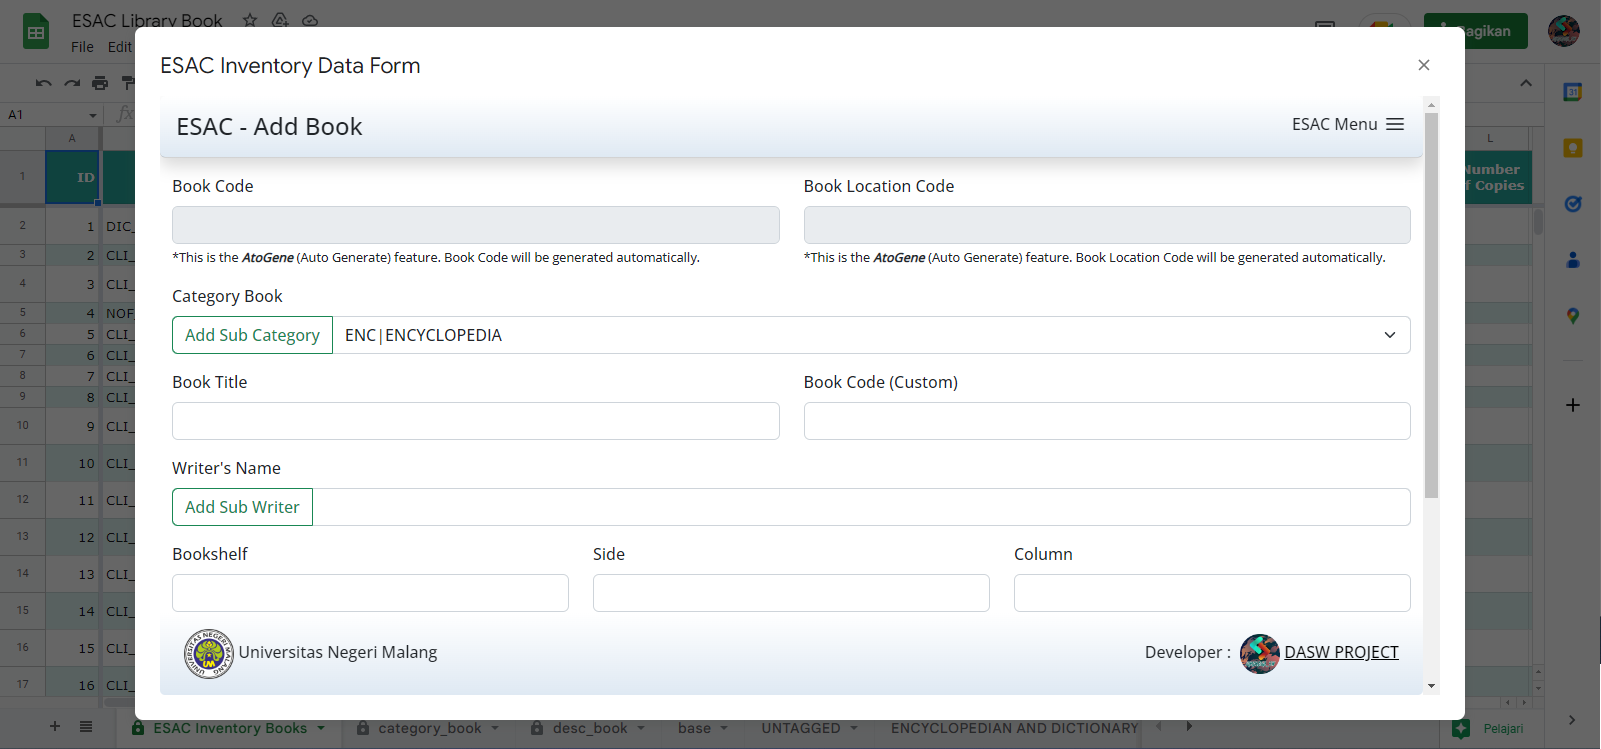 ESAC Library Book
File Edit
Bagikan
A1
fx
A
L
1 ID
Number
of Copies
2 1 DIC_
3 2 CLI_
4 3 CLI_
5 4 NOF_
6 5 CLI_
7 6 CLI_
8 7 CLI_
9 8 CLI_
10 9 CLI_
11 10 CLI_
12 11 CLI_
13 12 CLI_
14 13 CLI_
15 14 CLI_
16 15 CLI_
17 16 CLI_
ESAC Inventory Data Form
ESAC - Add Book
ESAC Menu
Book Code
Book Location Code
*This is the AtoGene (Auto Generate) feature. Book Code will be generated automatically.
*This is the AtoGene (Auto Generate) feature. Book Location Code will be generated automatically.
Category Book
Add Sub Category ENC|ENCYCLOPEDIA
Book Title
Book Code (Custom)
Writer's Name
Add Sub Writer
Bookshelf
Side
Column
UNIVERSITAS NEGERI MALANG
UM
Universitas Negeri Malang
Developer : DASW PROJECT
ESAC Inventory Books
category_book
desc_book
base
UNTAGGED
ENCYCLOPEDIAN AND DICTIONARY
Pelajari
31